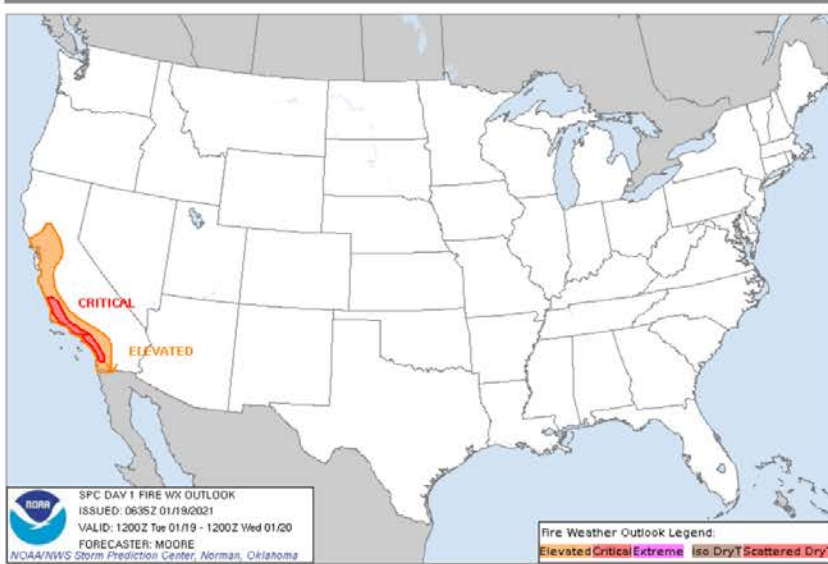 CRITICAL
ELEVATED
NOAA
SPC DAY 1 FIRE WX OUTLOOK
ISSUED: 0635Z 01/19/2021
VALID: 1200Z Tue 01/19 - 1200Z Wed 01/20
FORECASTER: MOORE
NOAA/NWS Storm Prediction Center, Norman, Oklahoma
Fire Weather Outlook Legend:
Elevated Critical Extreme Iso DryT Scattered DryT